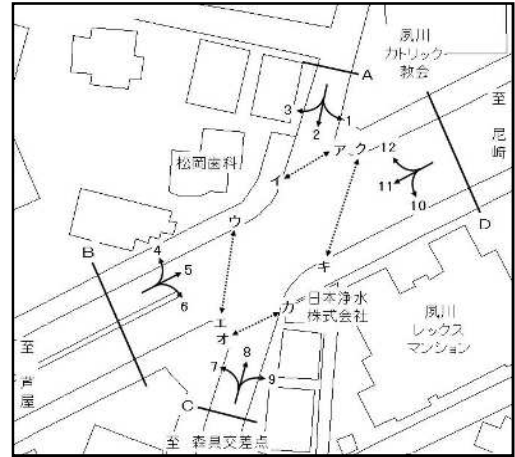 夙川
カトリック
教会
A
至
尼
崎
3
2
1
ア
ク
12
11
10
D
松岡歯科
イ
ウ
B
4
5
6
キ
カ
日本浄水
株式会社
夙川
レックス
マンション
エ
オ
7
8
9
C
至
芦
屋
至 森具交差点